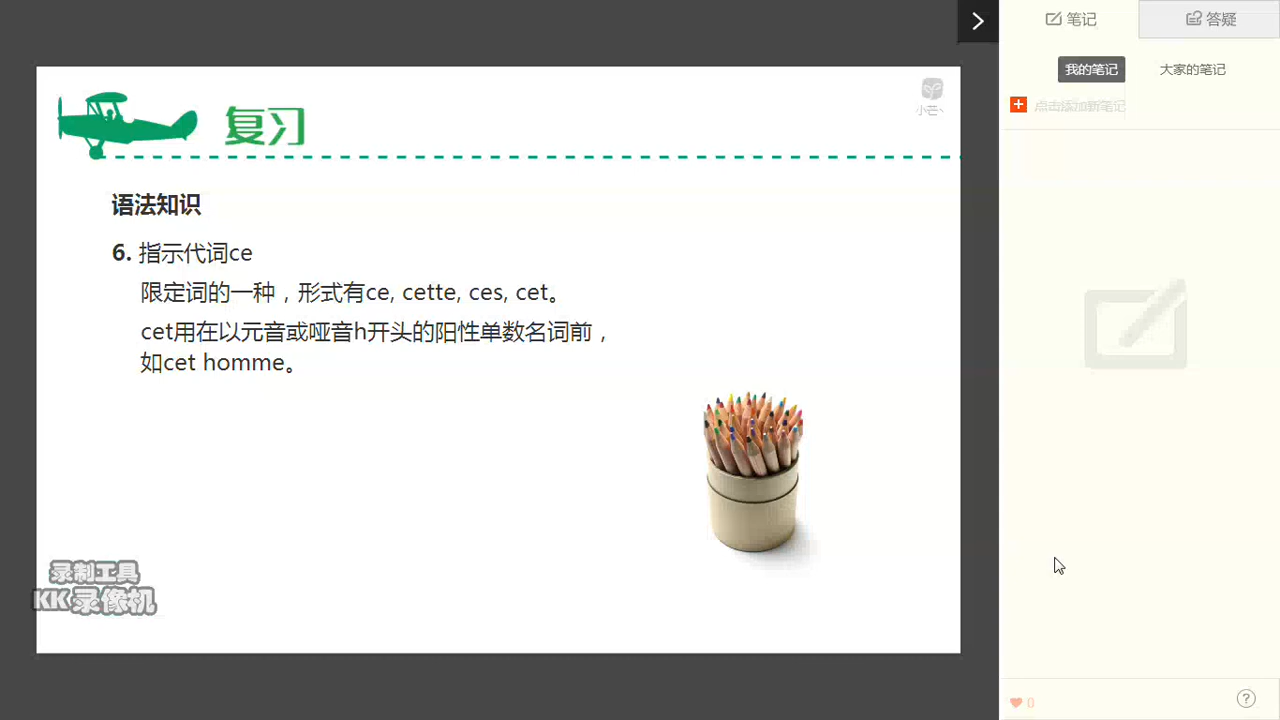 笔记
答疑
我的笔记
大家的笔记
点击添加新笔记
小芒丶
复习
语法知识
6. 指示代词ce
限定词的一种，形式有ce, cette, ces, cet。
cet用在以元音或哑音h开头的阳性单数名词前，
如cet homme。
录制工具
KK录像机
0
?